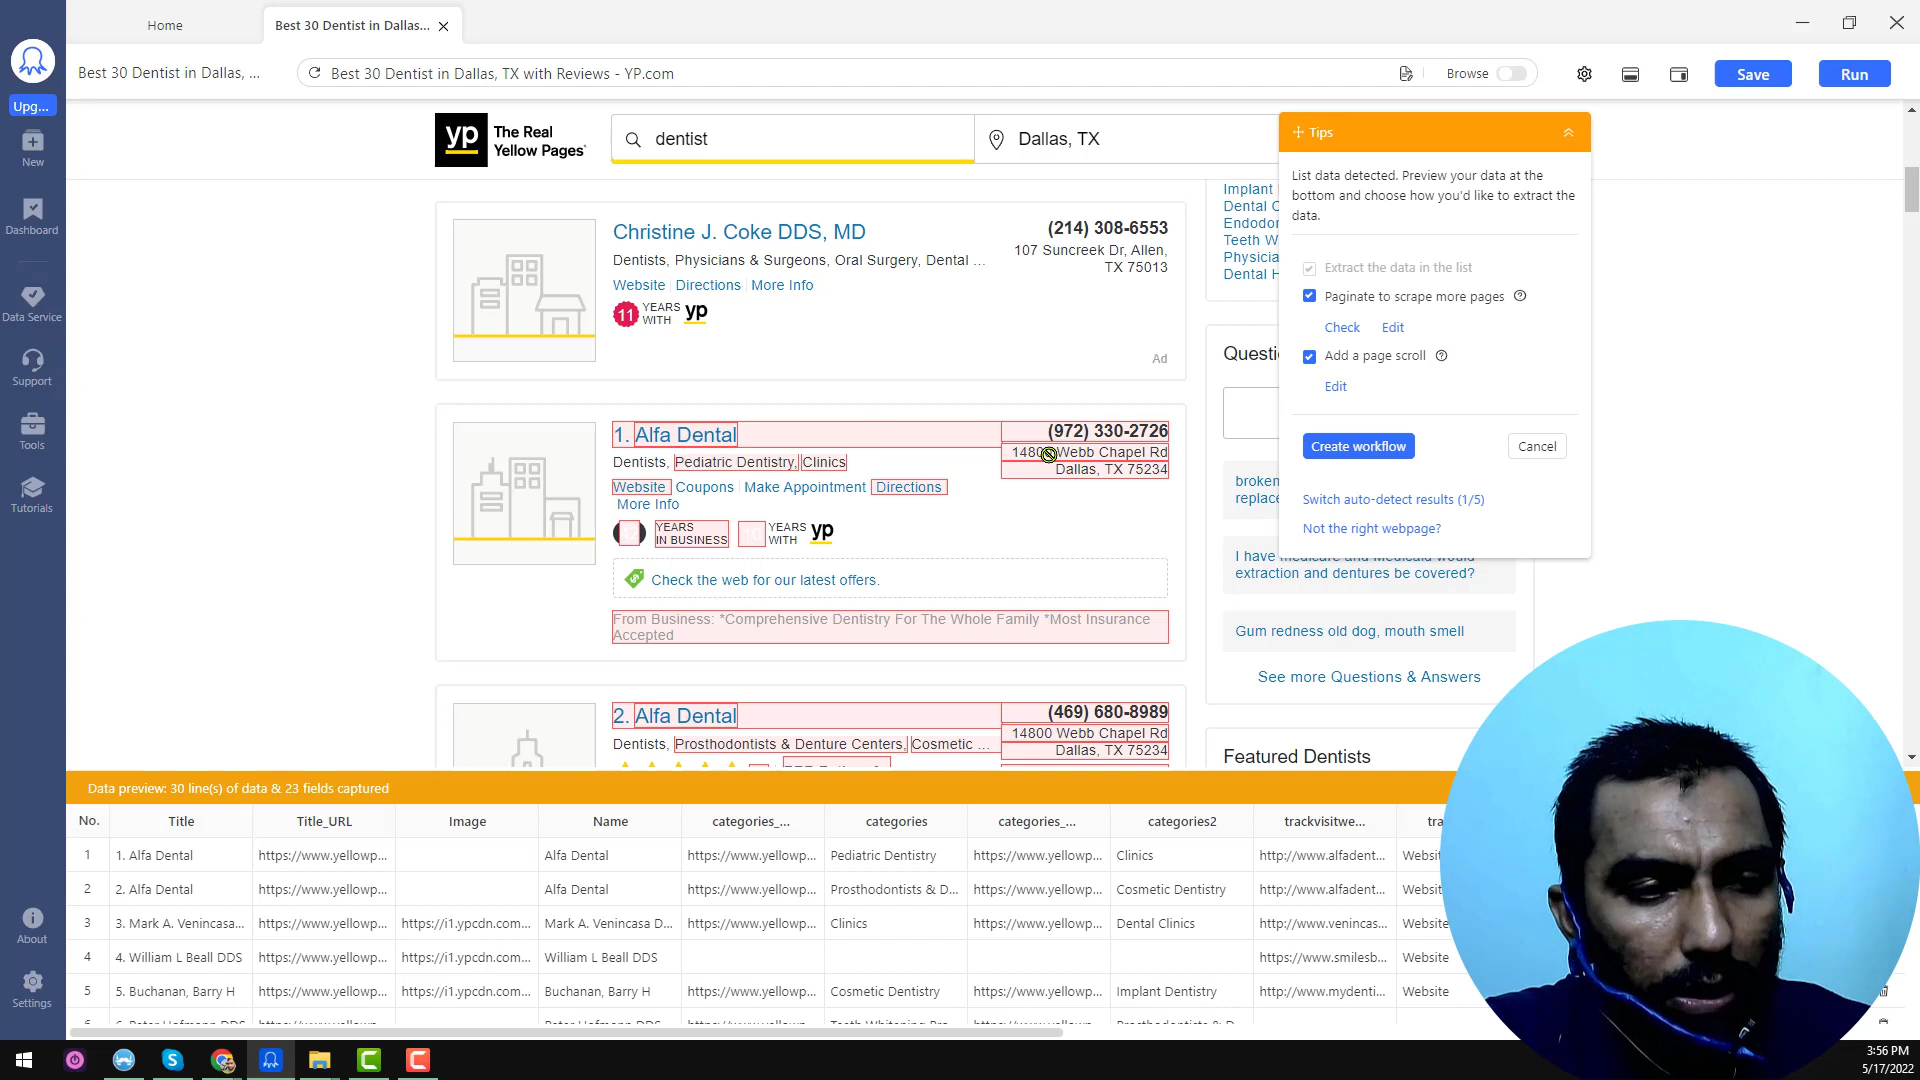 Home
Best 30 Dentist in Dallas...
Best 30 Dentist in Dallas, ...
Best 30 Dentist in Dallas, TX with Reviews - YP.com
Browse
Save
Run
Upg...
New
Dashboard
Data Service
Support
Tools
Tutorials
About
Settings
yp
The Real
Yellow Pages
dentist
Dallas, TX
Christine J. Coke DDS, MD
(214) 308-6553
Dentists, Physicians & Surgeons, Oral Surgery, Dental ...
107 Suncreek Dr, Allen,
TX 75013
Website Directions More Info
11 YEARS
WITH yp
Ad
1. Alfa Dental
(972) 330-2726
Dentists, Pediatric Dentistry, Clinics
Webb Chapel Rd
Dallas, TX 75234
Website Coupons Make Appointment Directions
More Info
YEARS
IN BUSINESS
YEARS
WITH yp
Check the web for our latest offers.
From Business: *Comprehensive Dentistry For The Whole Family *Most Insurance
Accepted
2. Alfa Dental
(469) 680-8989
Dentists, Prosthodontists & Denture Centers, Cosmetic ...
14800 Webb Chapel Rd
Dallas, TX 75234
Implant
Dental
Teeth
Dental
broken
replace
I have medicare and Medicaid would
extraction and dentures be covered?
Gum redness old dog, mouth smell
See more Questions & Answers
Featured Dentists
Tips
List data detected. Preview your data at the
bottom and choose how you'd like to extract the
data.
Extract the data in the list
Paginate to scrape more pages
Check Edit
Add a page scroll
Edit
Create workflow
Cancel
Switch auto-detect results (1/5)
Not the right webpage?
Data preview: 30 line(s) of data & 23 fields captured
No. Title Title_URL Image Name categories_... categories categories_... categories2 trackvisitwe...
1 1. Alfa Dental https://www.yellowp... Alfa Dental https://www.yellowp... Pediatric Dentistry https://www.yellowp... Clinics http://www.alfadent...
2 2. Alfa Dental https://www.yellowp... Alfa Dental https://www.yellowp... Prosthodontists & D... https://www.yellowp... Cosmetic Dentistry http://www.alfadent...
3 3. Mark A. Venincasa... https://www.yellowp... https://i1.ypcdn.com... Mark A. Venincasa D... https://www.yellowp... Clinics https://www.yellowp... Dental Clinics http://www.venincas...
4 4. William L Beall DDS https://www.yellowp... https://i1.ypcdn.com... William L Beall DDS https://www.smilesb... Website
5 5. Buchanan, Barry H https://www.yellowp... https://i1.ypcdn.com... Buchanan, Barry H https://www.yellowp... Cosmetic Dentistry https://www.yellowp... Implant Dentistry http://www.mydenti... Website
3:56 PM
5/17/2022